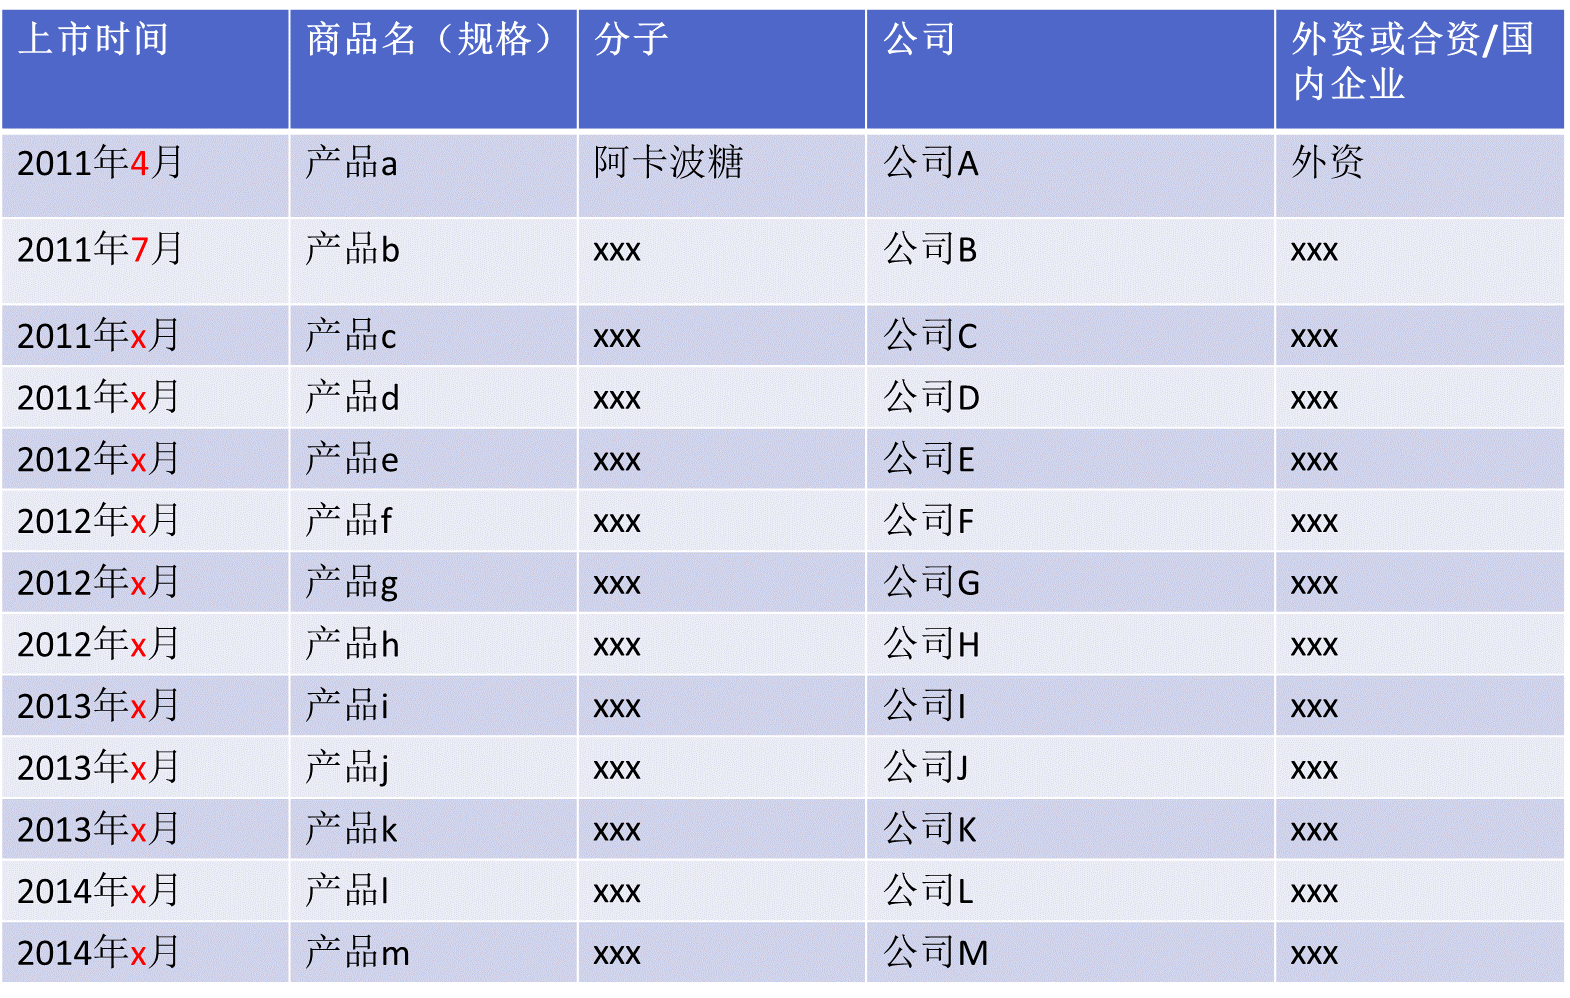 上市时间 商品名（规格） 分子 公司 外资或合资/国
内企业
2011年4月 产品a 阿卡波糖 公司A 外资
2011年7月 产品b xxx 公司B xxx
2011年x月 产品c xxx 公司C xxx
2011年x月 产品d xxx 公司D xxx
2012年x月 产品e xxx 公司E xxx
2012年x月 产品f xxx 公司F xxx
2012年x月 产品g xxx 公司G xxx
2012年x月 产品h xxx 公司H xxx
2013年x月 产品i xxx 公司I xxx
2013年x月 产品j xxx 公司J xxx
2013年x月 产品k xxx 公司K xxx
2014年x月 产品l xxx 公司L xxx
2014年x月 产品m xxx 公司M xxx